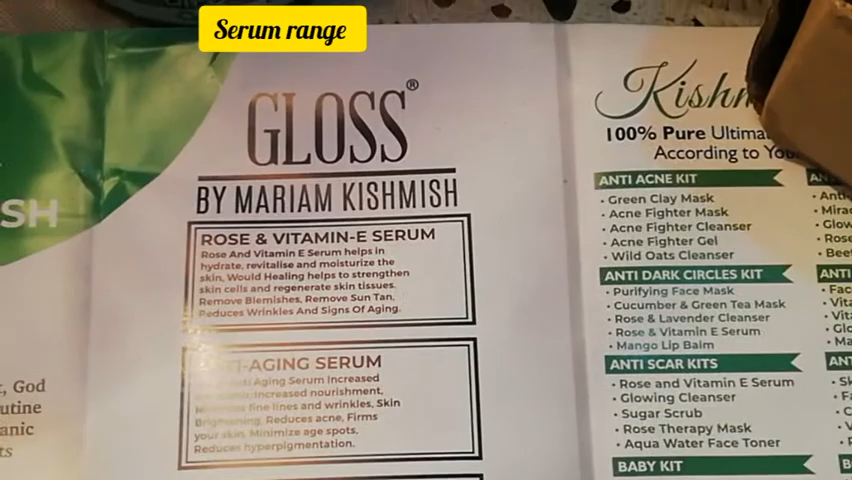 Serum range
SH
GLOSS®
BY MARIAM KISHMISH
ROSE & VITAMIN-E SERUM
Rose And Vitamin E Serum helps in
hydrate, revitalise and moisturize the
skin, Would Healing helps to strengthen
skin cells and regenerate skin tissues.
Remove Blemishes, Remove Sun Tan,
Reduces Wrinkles And Signs Of Aging.
-AGING SERUM
Aging Serum Increased
Increased nourishment,
fine lines and wrinkles, Skin
Brightening, Reduces acne, Firms
your skin, Minimize age spots,
Reduces hyperpigmentation.
God
utine
anic
ts
Kishm
100% Pure Ultima
According to You
ANTI ACNE KIT
• Green Clay Mask
• Acne Fighter Mask
• Acne Fighter Cleanser
• Acne Fighter Gel
• Wild Oats Cleanser
ANTI DARK CIRCLES KIT
• Purifying Face Mask
• Cucumber & Green Tea Mask
• Rose & Lavender Cleanser
• Rose & Vitamin E Serum
• Mango Lip Balm
ANTI SCAR KITS
• Rose and Vitamin E Serum
• Glowing Cleanser
• Sugar Scrub
• Rose Therapy Mask
• Aqua Water Face Toner
BABY KIT